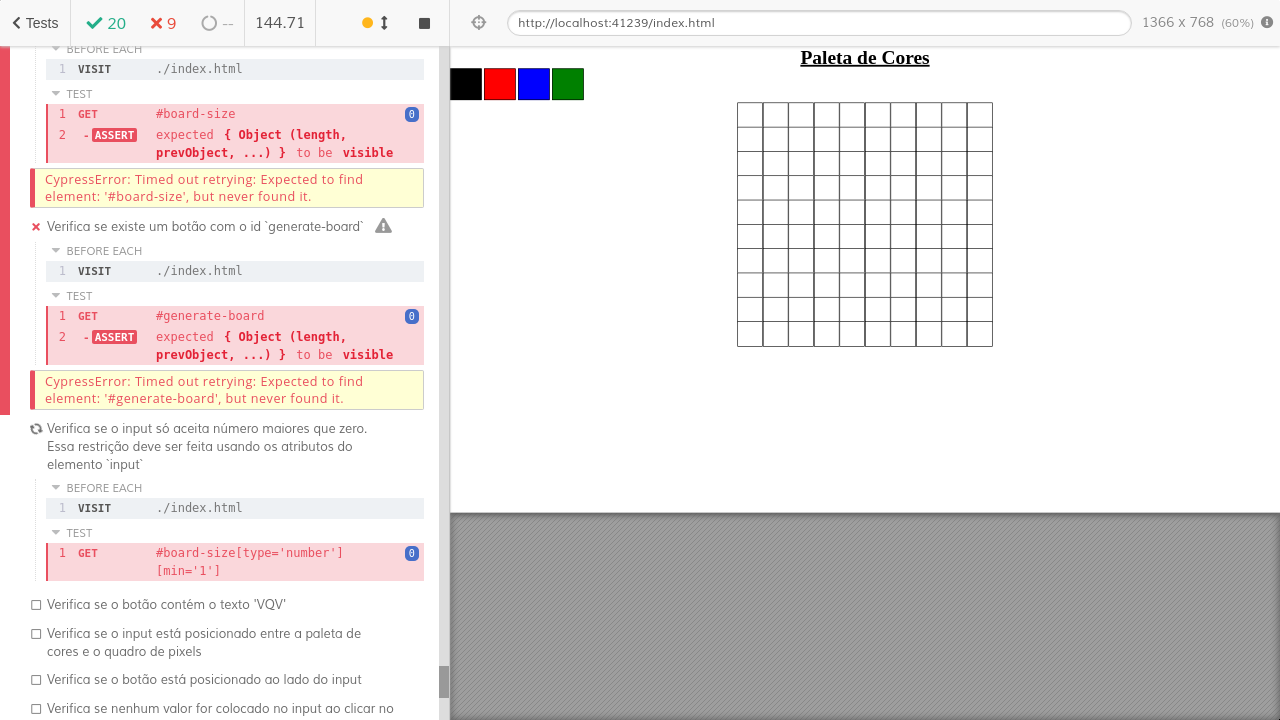 Tests
20
9
--
144.71
http://localhost:41239/index.html
1366 x 768 (60%)
BEFORE EACH
1 VISIT ./index.html
TEST
1 GET #board-size 0
2 -ASSERT expected { Object (length,
prevObject, ...) } to be visible
CypressError: Timed out retrying: Expected to find
element: '#board-size', but never found it.
Verifica se existe um botão com o id `generate-board`
BEFORE EACH
1 VISIT ./index.html
TEST
1 GET #generate-board 0
2 -ASSERT expected { Object (length,
prevObject, ...) } to be visible
CypressError: Timed out retrying: Expected to find
element: '#generate-board', but never found it.
Verifica se o input só aceita número maiores que zero.
Essa restrição deve ser feita usando os atributos do
elemento `input`
BEFORE EACH
1 VISIT ./index.html
TEST
1 GET #board-size[type='number'] 0
[min='1']
Verifica se o botão contém o texto 'VQV'
Verifica se o input está posicionado entre a paleta de
cores e o quadro de pixels
Verifica se o botão está posicionado ao lado do input
Verifica se nenhum valor for colocado no input ao clicar no
Paleta de Cores